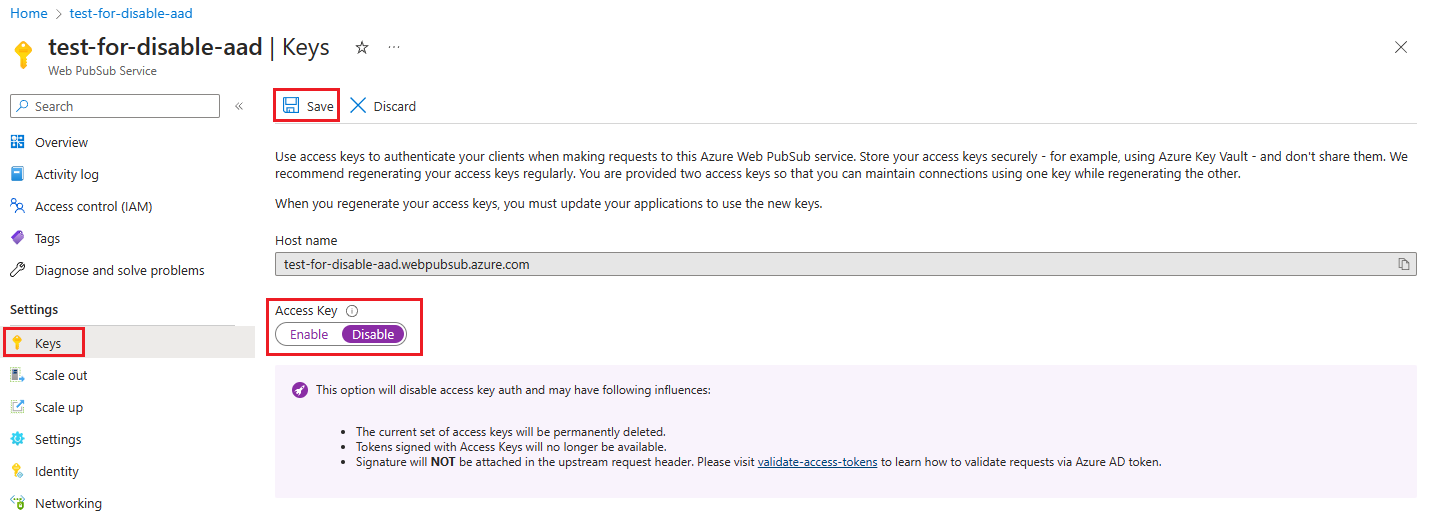 Home > test-for-disable-aad
test-for-disable-aad | Keys
Web PubSub Service
Search
Overview
Activity log
Access control (IAM)
Tags
Diagnose and solve problems
Settings
Keys
Scale out
Scale up
Settings
Identity
Networking
Save Discard
Use access keys to authenticate your clients when making requests to this Azure Web PubSub service. Store your access keys securely - for example, using Azure Key Vault - and don't share them. We
recommend regenerating your access keys regularly. You are provided two access keys so that you can maintain connections using one key while regenerating the other.
When you regenerate your access keys, you must update your applications to use the new keys.
Host name
test-for-disable-aad.webpubsub.azure.com
Access Key
Enable Disable
This option will disable access key auth and may have following influences:
• The current set of access keys will be permanently deleted.
• Tokens signed with Access Keys will no longer be available.
• Signature will NOT be attached in the upstream request header. Please visit validate-access-tokens to learn how to validate requests via Azure AD token.